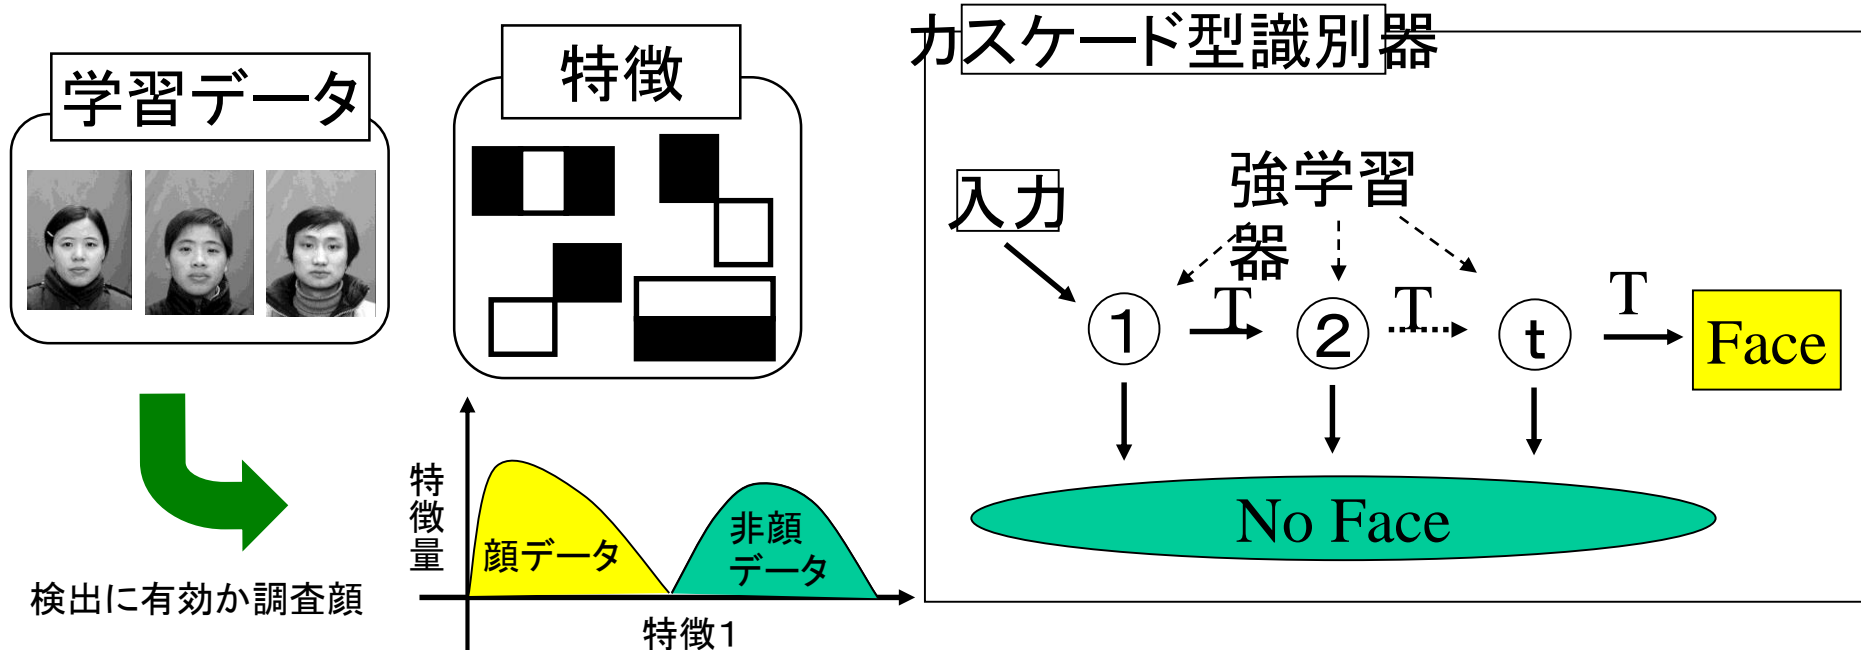 学習データ
特徴
カスケード型識別器
入力
強学習
器
T
T
T
1
2
t
Face
No Face
特徴量
顔データ
非顔
データ
特徴1
検出に有効か調査顔